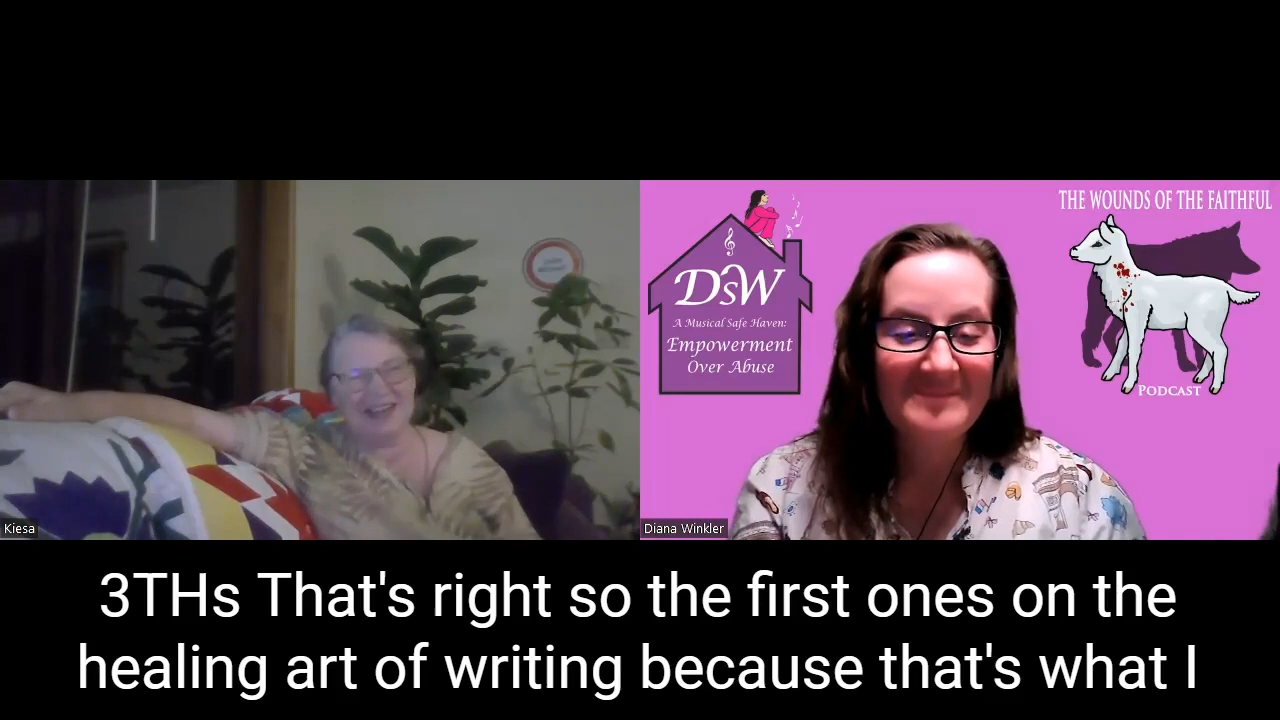 THE WOUNDS OF THE FAITHFUL
DSW
A Musical Safe Haven:
Empowerment
Over Abuse
PODCAST
Kiesa
Diana Winkler
3THs That's right so the first ones on the
healing art of writing because that's what I